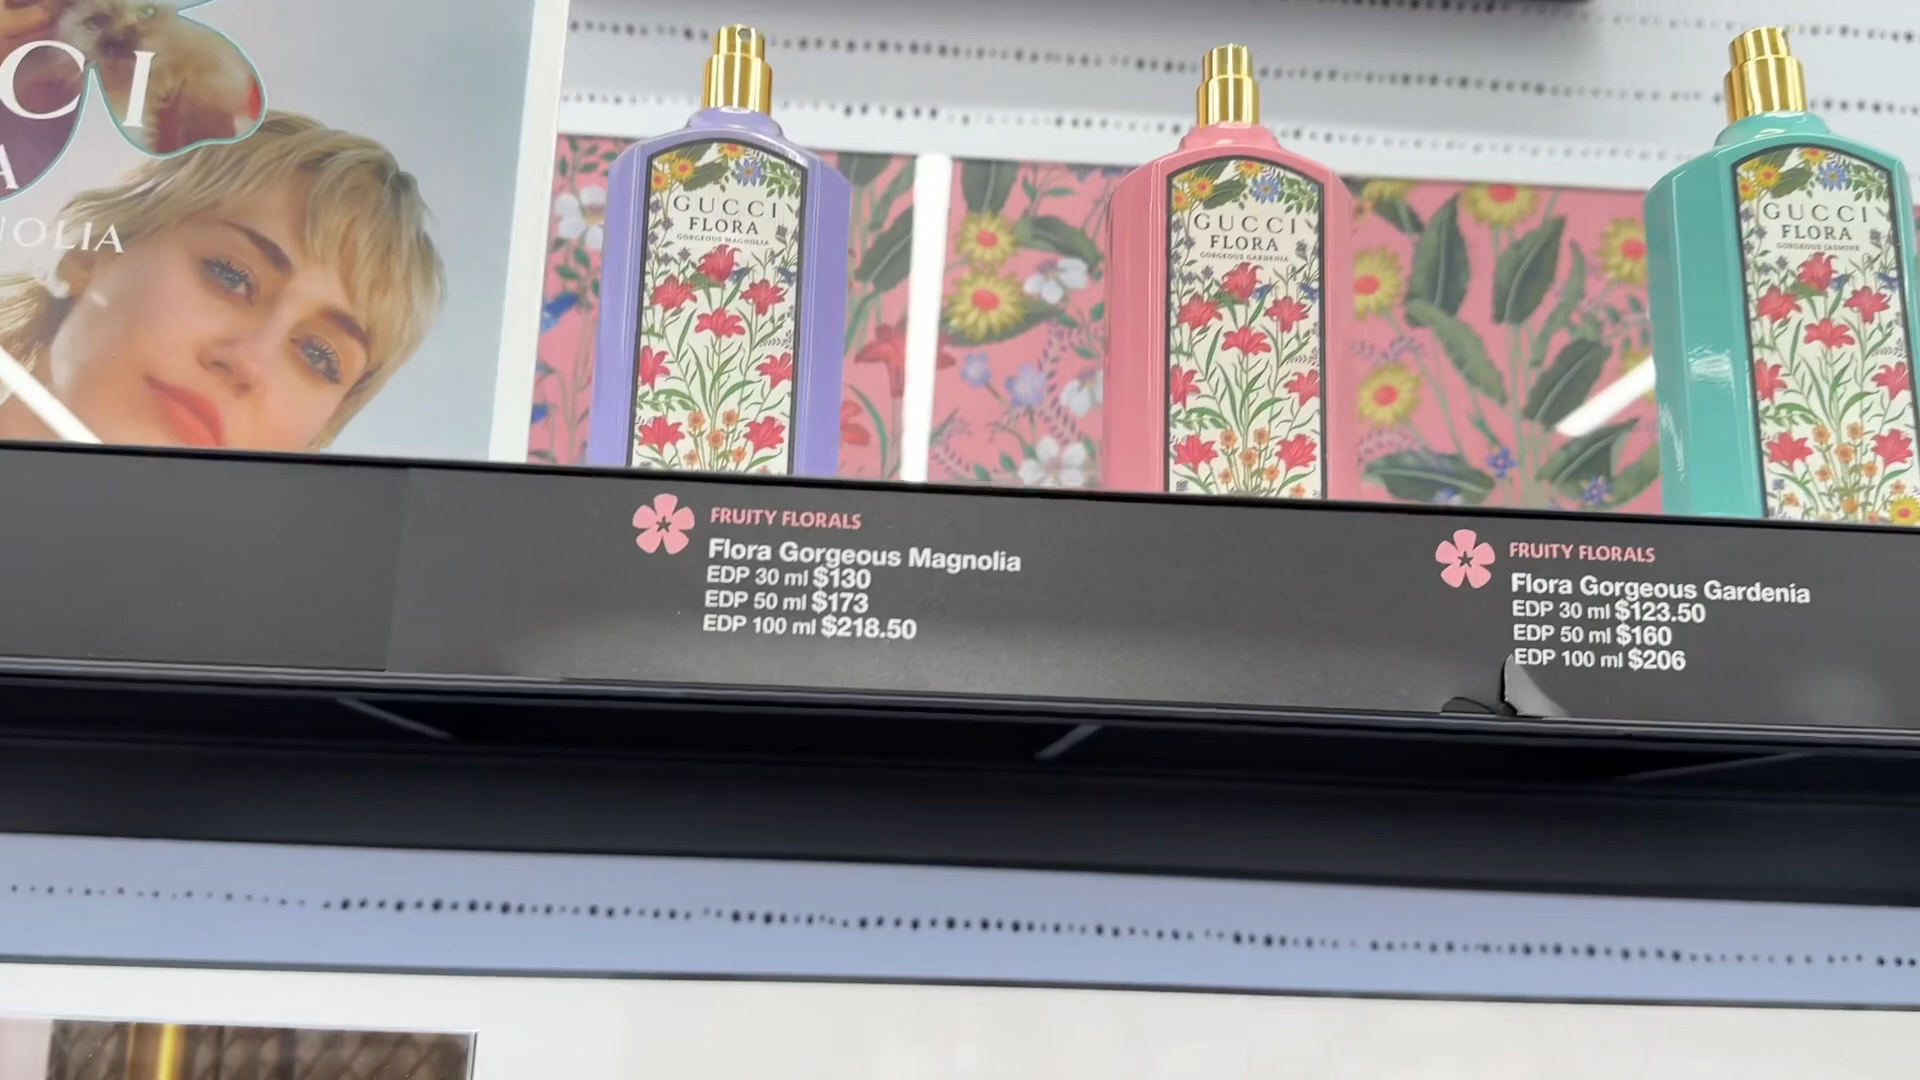 CI
A
NOLIA
GUCCI
FLORA
GORGEOUS MAGNOLIA
GUCCI
FLORA
GORGEOUS GARDENIA
GUCCI
FLORA
GORGEOUS JASMINE
FRUITY FLORALS
Flora Gorgeous Magnolia
EDP 30 ml $130
EDP 50 ml $173
EDP 100 ml $218.50
FRUITY FLORALS
Flora Gorgeous Gardenia
EDP 30 ml $123.50
EDP 50 ml $160
EDP 100 ml $206